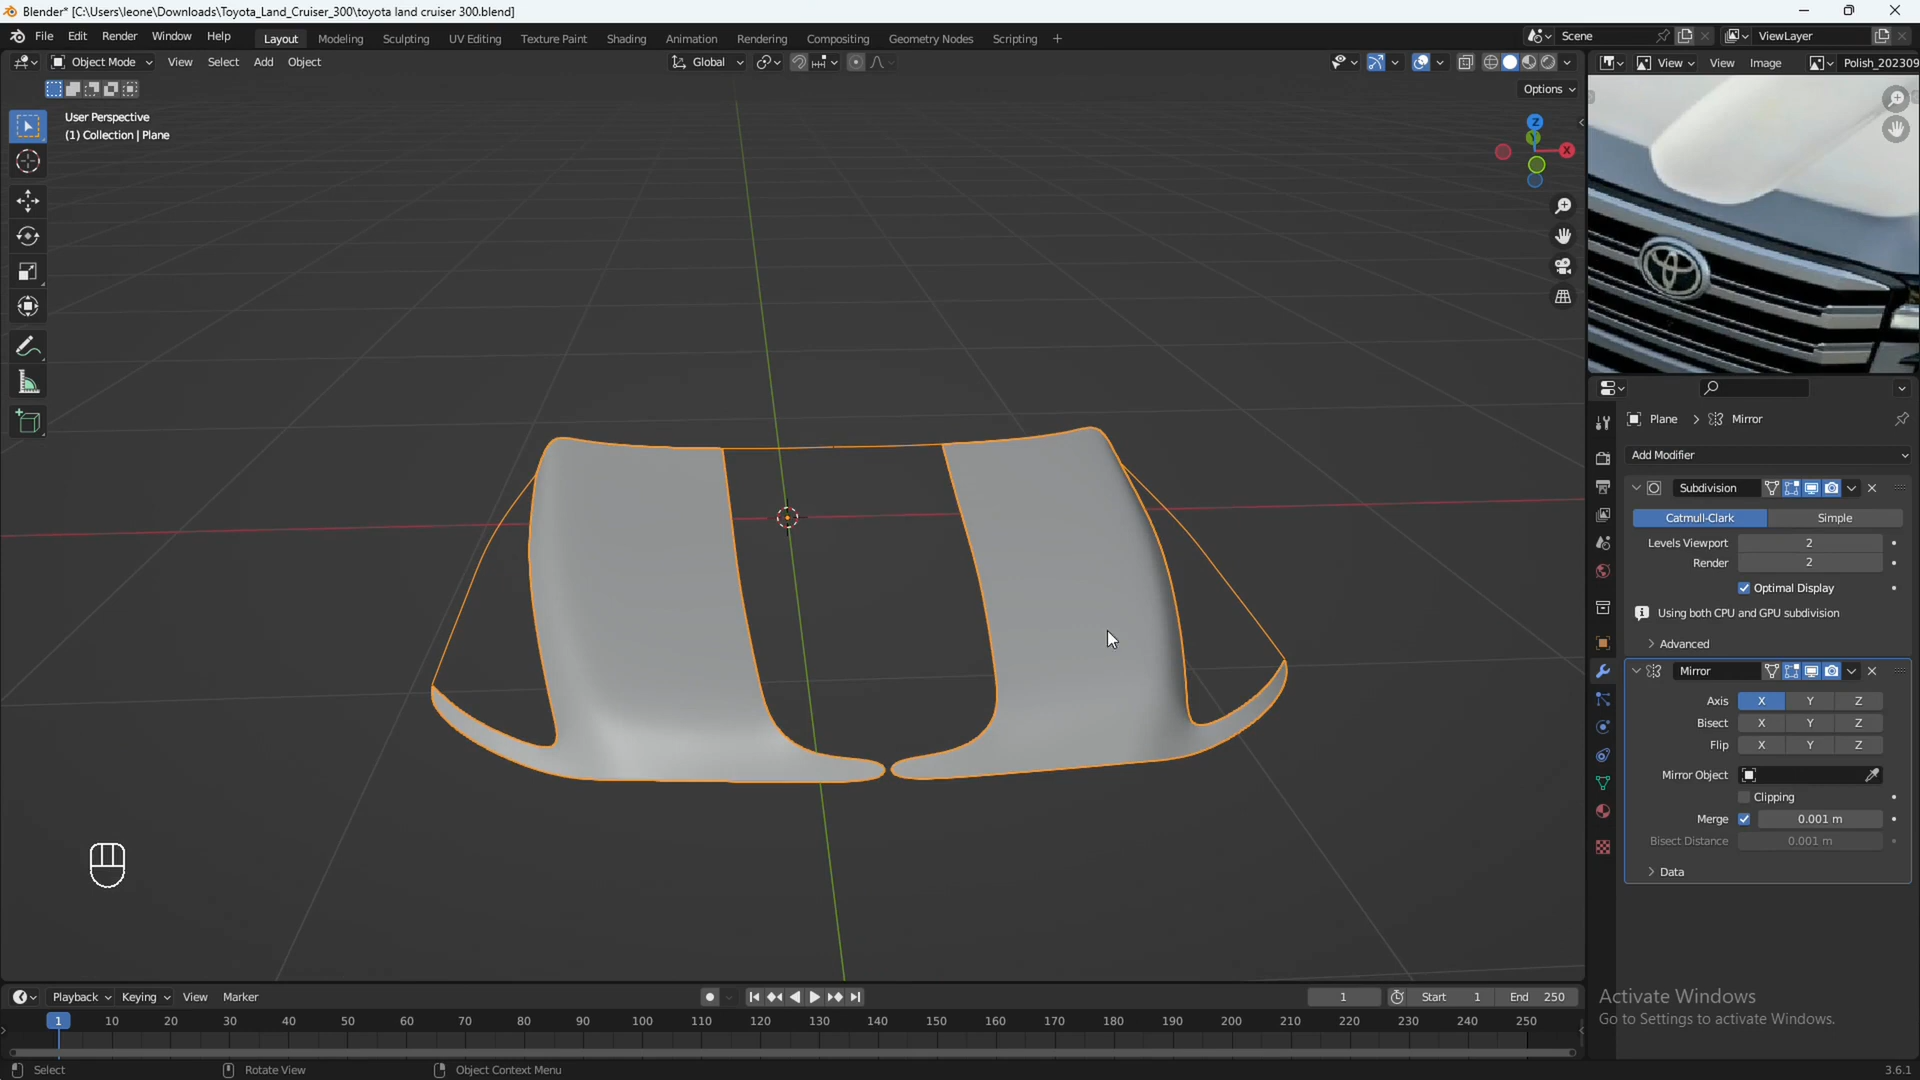 Blender* [C:\Users\leone\Downloads\Toyota_Land_Cruiser_300\toyota land cruiser 300.blend]
File Edit Render Window Help Layout Modeling Sculpting UV Editing Texture Paint Shading Animation Rendering Compositing Geometry Nodes Scripting + Scene ViewLayer
Object Mode View Select Add Object Global View View Image Polish_202309
Options
User Perspective
(1) Collection | Plane
Z
Y
X
Plane > Mirror
Add Modifier
Subdivision
Catmull-Clark Simple
Levels Viewport 2
Render 2
Optimal Display
Using both CPU and GPU subdivision
Advanced
Mirror
Axis X Y Z
Bisect X Y Z
Flip X Y Z
Mirror Object
Clipping
Merge 0.001 m
Bisect Distance 0.001 m
Data
Activate Windows
Go to Settings to activate Windows.
Playback Keying View Marker 1 Start 1 End 250
1 10 20 30 40 50 60 70 80 90 100 110 120 130 140 150 160 170 180 190 200 210 220 230 240 250
Select Rotate View Object Context Menu 3.6.1